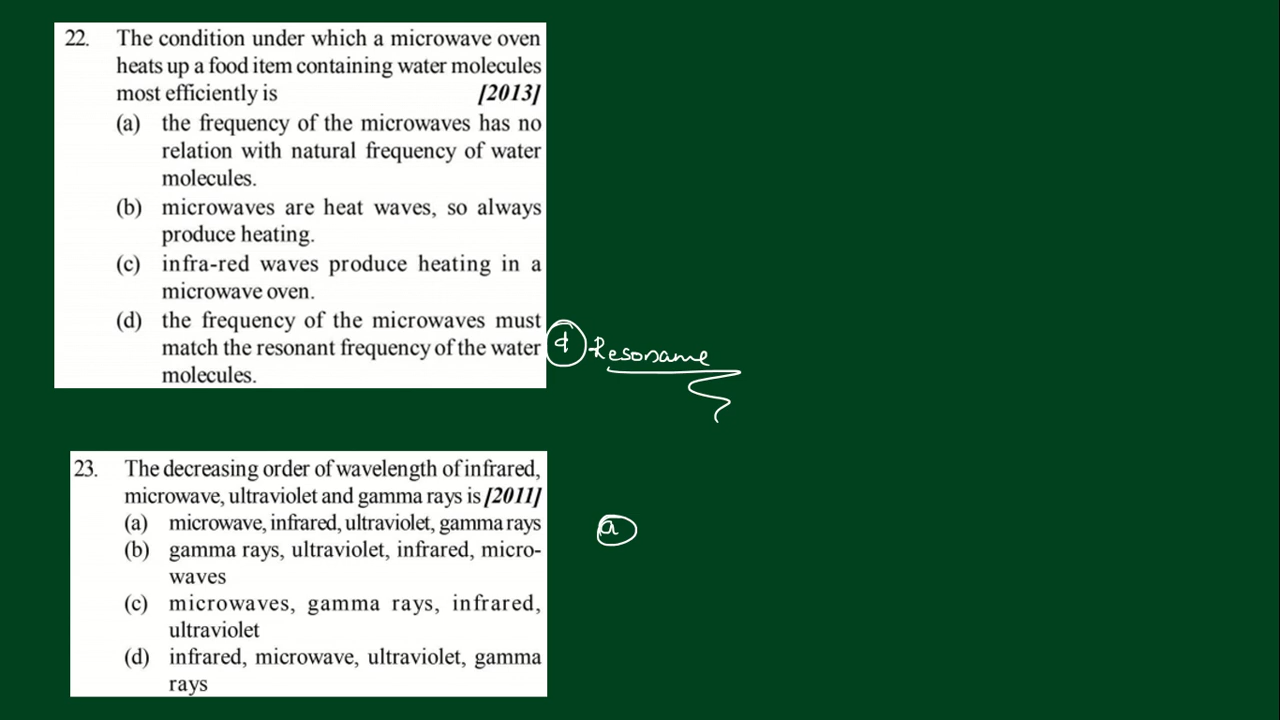 22. The condition under which a microwave oven
heats up a food item containing water molecules
most efficiently is [2013]
(a) the frequency of the microwaves has no
relation with natural frequency of water
molecules.
(b) microwaves are heat waves, so always
produce heating.
(c) infra-red waves produce heating in a
microwave oven.
(d) the frequency of the microwaves must
match the resonant frequency of the water
molecules.
d Resonance
23. The decreasing order of wavelength of infrared,
microwave, ultraviolet and gamma rays is [2011]
(a) microwave, infrared, ultraviolet, gamma rays
(b) gamma rays, ultraviolet, infrared, micro-
waves
(c) microwaves, gamma rays, infrared,
ultraviolet
(d) infrared, microwave, ultraviolet, gamma
rays
a